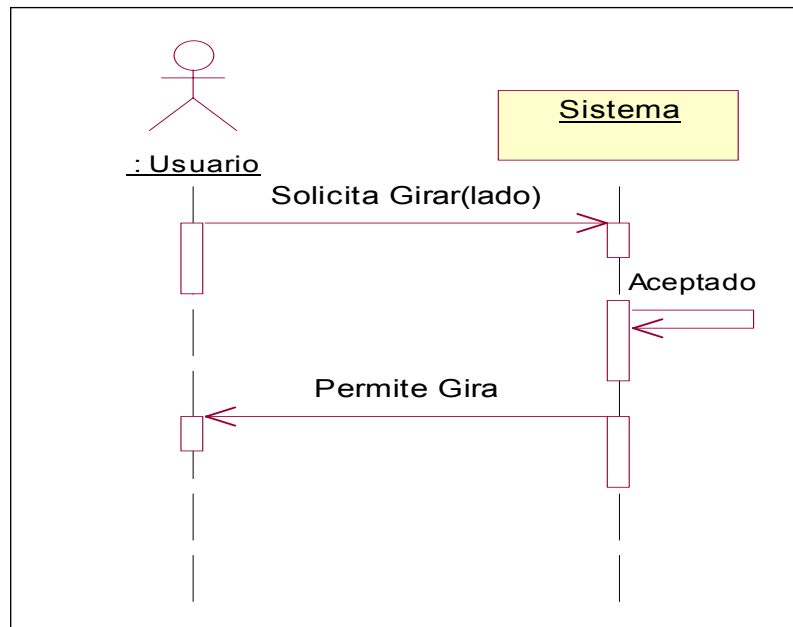 Sistema
: Usuario
Solicita Girar(lado)
Aceptado
Permite Gira